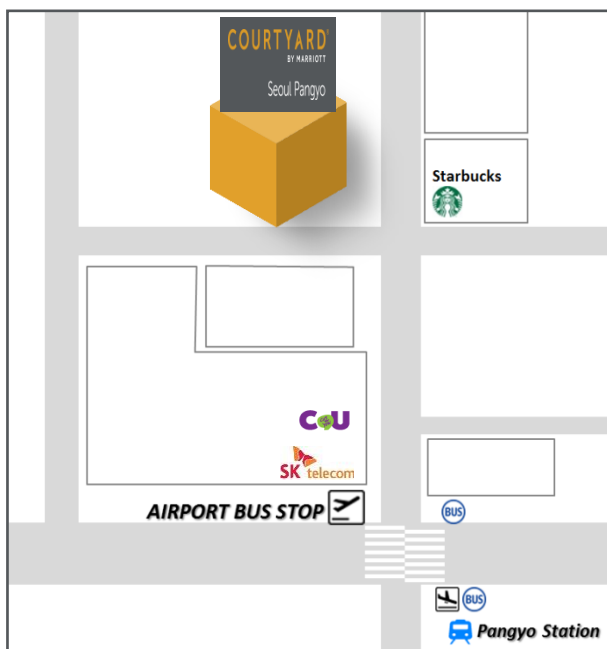 COURTYARD®
BY MARRIOTT
Seoul Pangyo
Starbucks
CU
SK telecom
AIRPORT BUS STOP
BUS
BUS
Pangyo Station